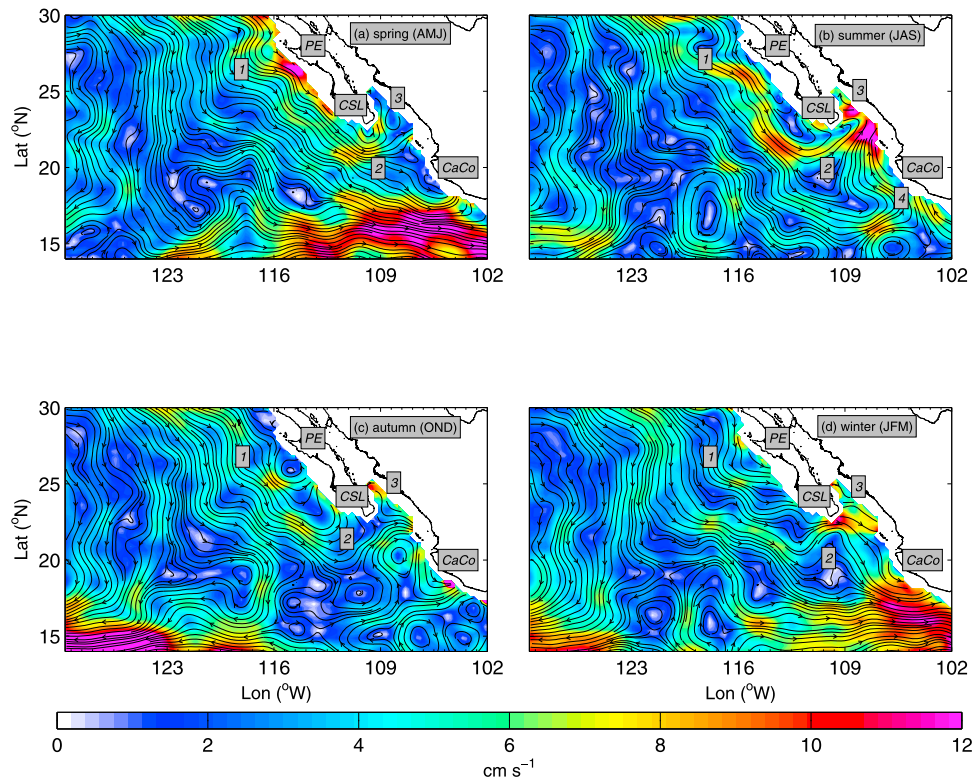 30
25
20
15
Lat (°N)
(a) spring (AMJ)
PE
1
CSL
3
2
CaCo
123
116
109
102
(b) summer (JAS)
PE
1
CSL
3
2
CaCo
4
123
116
109
102
30
25
20
15
Lat (°N)
(c) autumn (OND)
PE
1
CSL
3
2
CaCo
123
116
109
102
Lon (°W)
(d) winter (JFM)
PE
1
CSL
3
2
CaCo
123
116
109
102
Lon (°W)
0 2 4 6 8 10 12
cm s⁻¹